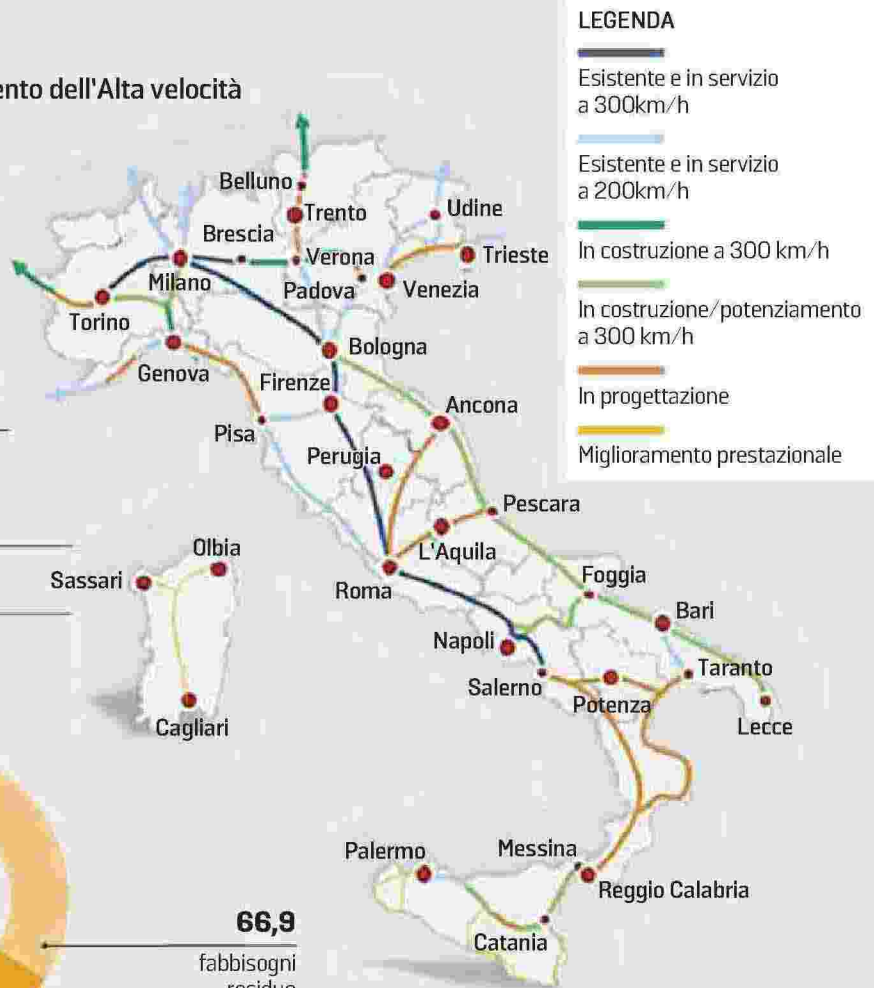 LEGENDA
Esistente e in servizio
a 300km/h
Esistente e in servizio
a 200km/h
In costruzione a 300 km/h
In costruzione/potenziamento
a 300 km/h
In progettazione
Miglioramento prestazionale
ento dell'Alta velocità
Belluno
Trento
Udine
Brescia
Verona
Trieste
Milano
Padova
Venezia
Torino
Bologna
Genova
Firenze
Ancona
Pisa
Perugia
Pescara
L'Aquila
Olbia
Sassari
Roma
Foggia
Bari
Napoli
Taranto
Salerno
Potenza
Cagliari
Lecce
Palermo
Messina
Reggio Calabria
Catania
66,9
fabbisogni
residuo